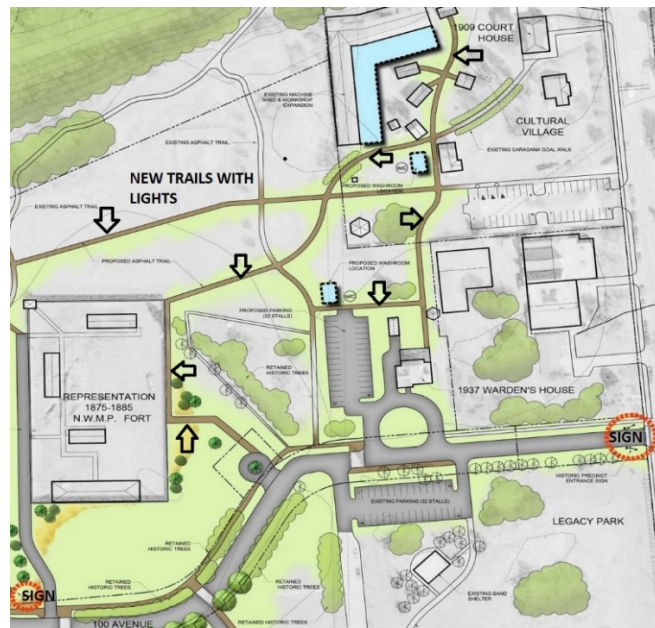 1909 COURT
HOUSE
EXISTING MACHINE
SHED & WORKSHOP
EXPANSION
CULTURAL
VILLAGE
EXISTING ASPHALT TRAIL
EXISTING CARAGANA GOAL WALK
NEW TRAILS WITH
LIGHTS
PROPOSED WASHROOM
LOCATION
W/C
EXISTING ASPHALT TRAIL
PROPOSED ASPHALT TRAIL
PROPOSED WASHROOM
LOCATION
W/C
PROPOSED PARKING
(32 STALLS)
RETAINED
HISTORIC TREES
REPRESENTATION
1875-1885
N.W.M.P. FORT
1937 WARDEN'S HOUSE
SIGN
HISTORIC PRECINCT
ENTRANCE SIGN
EXISTING PARKING (32 STALLS)
LEGACY PARK
RETAINED
HISTORIC TREES
RETAINED
HISTORIC TREES
RETAINED
HISTORIC TREES
EXISTING BAND
SHELTER
SIGN
100 AVENUE
RETAINED HISTORIC TREES